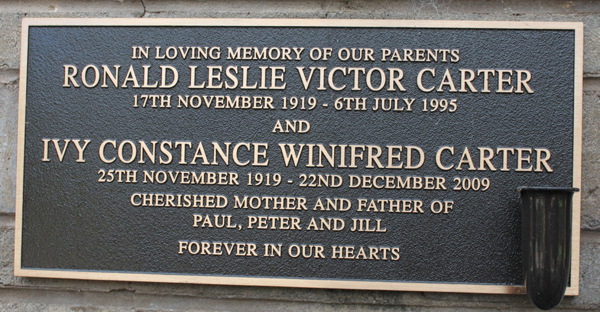 IN LOVING MEMORY OF OUR PARENTS
RONALD LESLIE VICTOR CARTER
17TH NOVEMBER 1919 - 6TH JULY 1995
AND
IVY CONSTANCE WINIFRED CARTER
25TH NOVEMBER 1919 - 22ND DECEMBER 2009
CHERISHED MOTHER AND FATHER OF
PAUL, PETER AND JILL
FOREVER IN OUR HEARTS